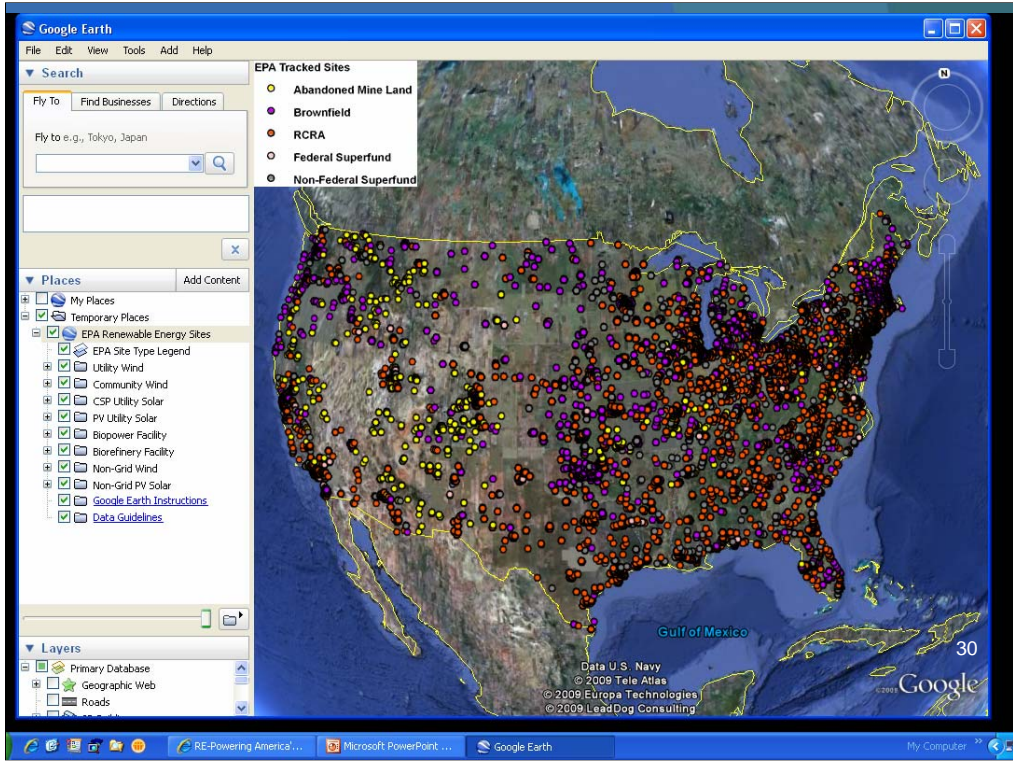 Google Earth
File Edit View Tools Add Help
Search
Fly To Find Businesses Directions
Fly to e.g., Tokyo, Japan
Places Add Content
My Places
Temporary Places
EPA Renewable Energy Sites
EPA Site Type Legend
Utility Wind
Community Wind
CSP Utility Solar
PV Utility Solar
Biopower Facility
Biorefinery Facility
Non-Grid Wind
Non-Grid PV Solar
Google Earth Instructions
Data Guidelines
Layers
Primary Database
Geographic Web
Roads
EPA Tracked Sites
Abandoned Mine Land
Brownfield
RCRA
Federal Superfund
Non-Federal Superfund
N
Gulf of Mexico
30
Data U.S. Navy
© 2009 Tele Atlas
© 2009 Europa Technologies
© 2009 LeadDog Consulting
Google
RE-Powering America'... Microsoft PowerPoint ... Google Earth My Computer »